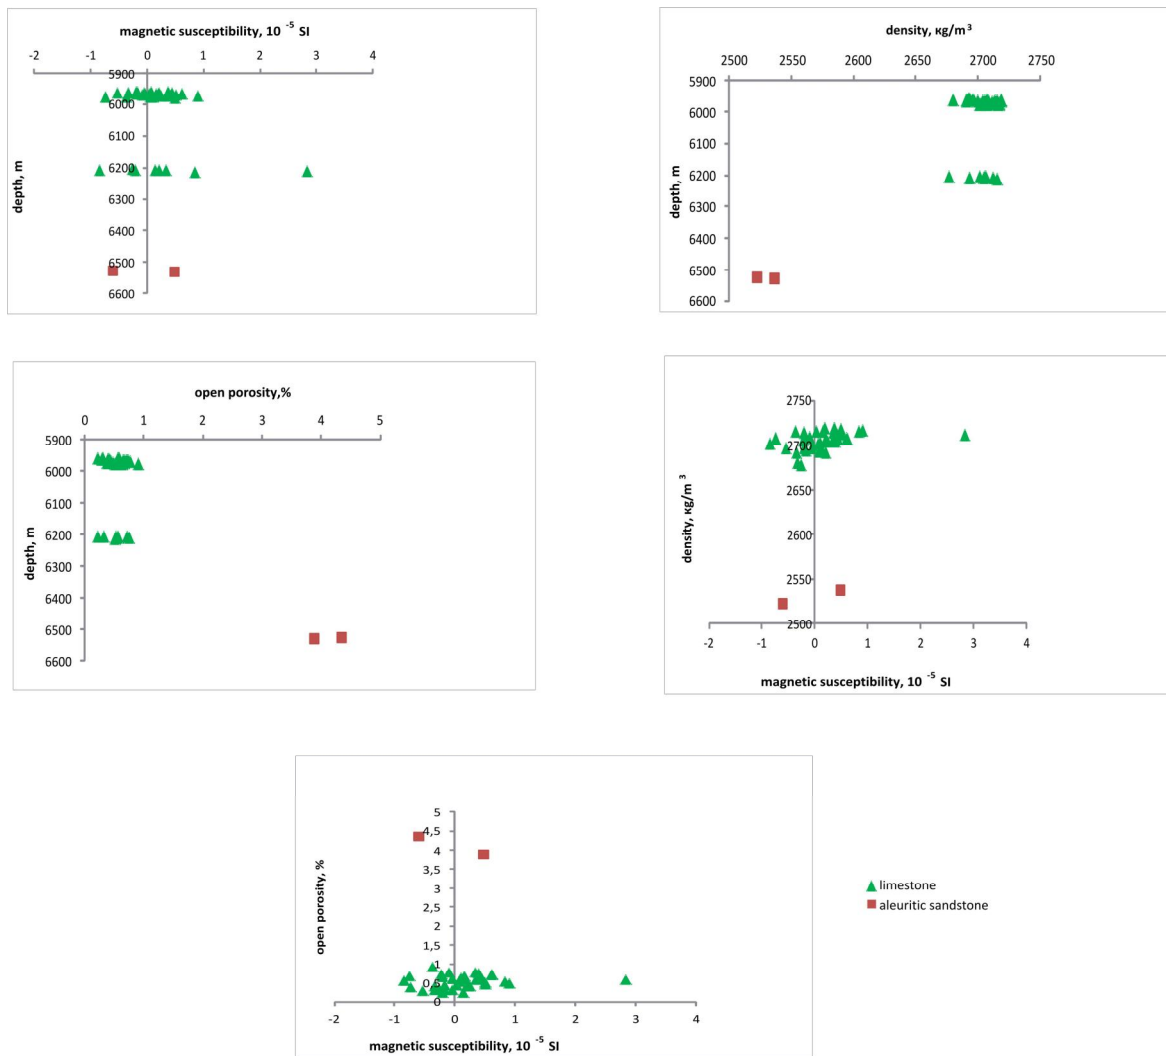 magnetic susceptibility, 10 -5 SI
-2 -1 0 1 2 3 4
5900
6000
6100
6200
6300
6400
6500
6600
depth, m
density, кg/m3
2500 2550 2600 2650 2700 2750
5900
6000
6100
6200
6300
6400
6500
6600
depth, m
open porosity,%
0 1 2 3 4 5
5900
6000
6100
6200
6300
6400
6500
6600
depth, m
2750
2700
2650
2600
2550
2500
density, кg/m 3
-2 -1 0 1 2 3 4
magnetic susceptibility, 10 -5 SI
5
4,5
4
3,5
3
2,5
2
1,5
1
0,5
0
open porosity, %
-2 -1 0 1 2 3 4
magnetic susceptibility, 10 -5 SI
limestone
aleuritic sandstone